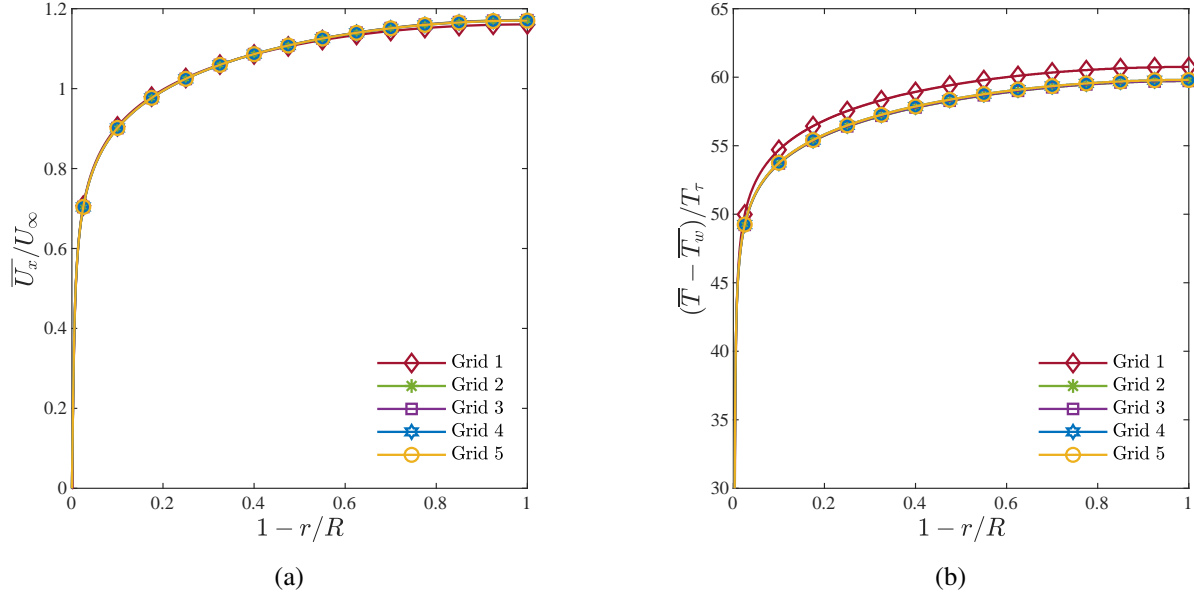 1.2
1
0.8
0.6
0.4
0.2
0
$\overline{U_x}/U_\infty$
Grid 1
Grid 2
Grid 3
Grid 4
Grid 5
0 0.2 0.4 0.6 0.8 1
1 − r/R
(a)
65
60
55
50
45
40
35
30
$(\overline{T} - \overline{T_w})/T_\tau$
Grid 1
Grid 2
Grid 3
Grid 4
Grid 5
0 0.2 0.4 0.6 0.8 1
1 − r/R
(b)